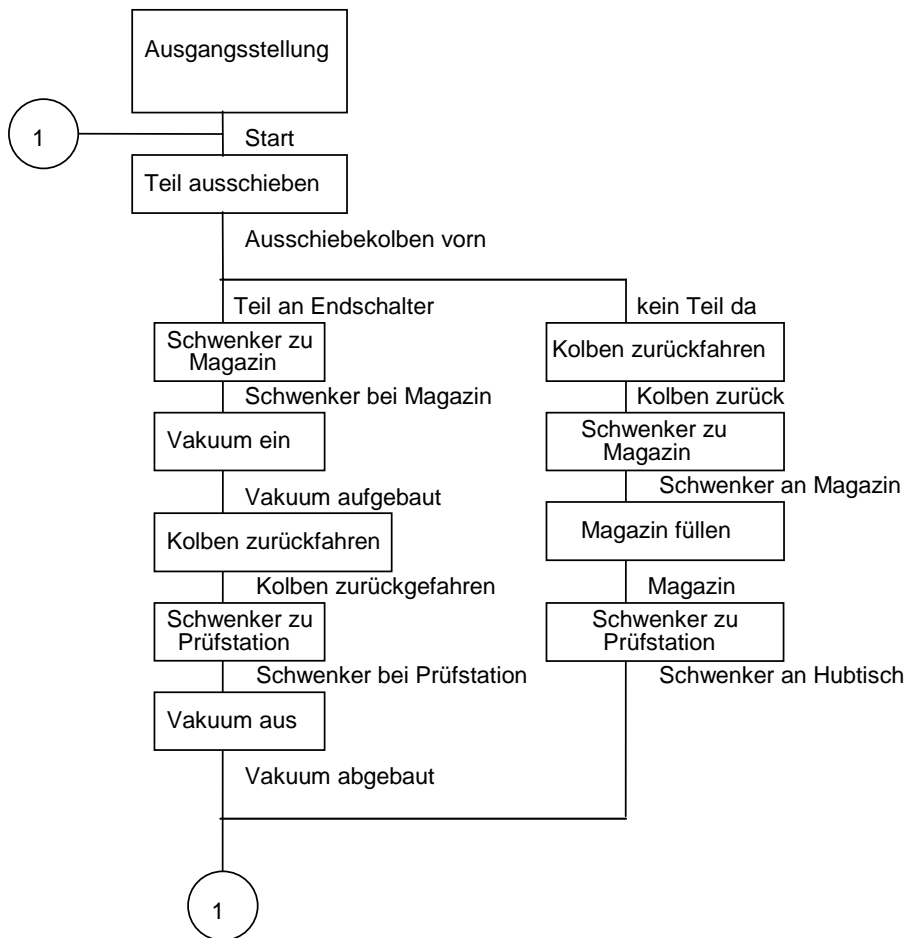 Ausgangsstellung
1
Start
Teil ausschieben
Ausschiebekolben vorn
Teil an Endschalter
Schwenker zu
Magazin
Schwenker bei Magazin
Vakuum ein
Vakuum aufgebaut
Kolben zurückfahren
Kolben zurückgefahren
Schwenker zu
Prüfstation
Schwenker bei Prüfstation
Vakuum aus
Vakuum abgebaut
kein Teil da
Kolben zurückfahren
Kolben zurück
Schwenker zu
Magazin
Schwenker an Magazin
Magazin füllen
Magazin
Schwenker zu
Prüfstation
Schwenker an Hubtisch
1